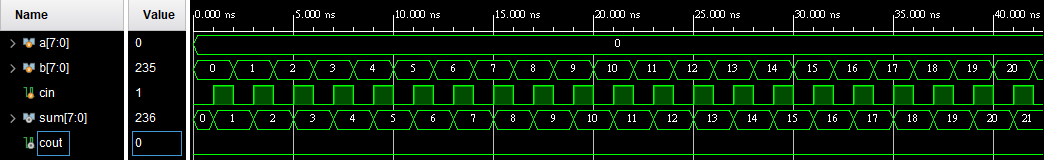 Name Value 0.000 ns 5.000 ns 10.000 ns 15.000 ns 20.000 ns 25.000 ns 30.000 ns 35.000 ns 40.000 ns
a[7:0] 0 0
b[7:0] 235 0 1 2 3 4 5 6 7 8 9 10 11 12 13 14 15 16 17 18 19 20
cin 1
sum[7:0] 236 0 1 2 3 4 5 6 7 8 9 10 11 12 13 14 15 16 17 18 19 20 21
cout 0